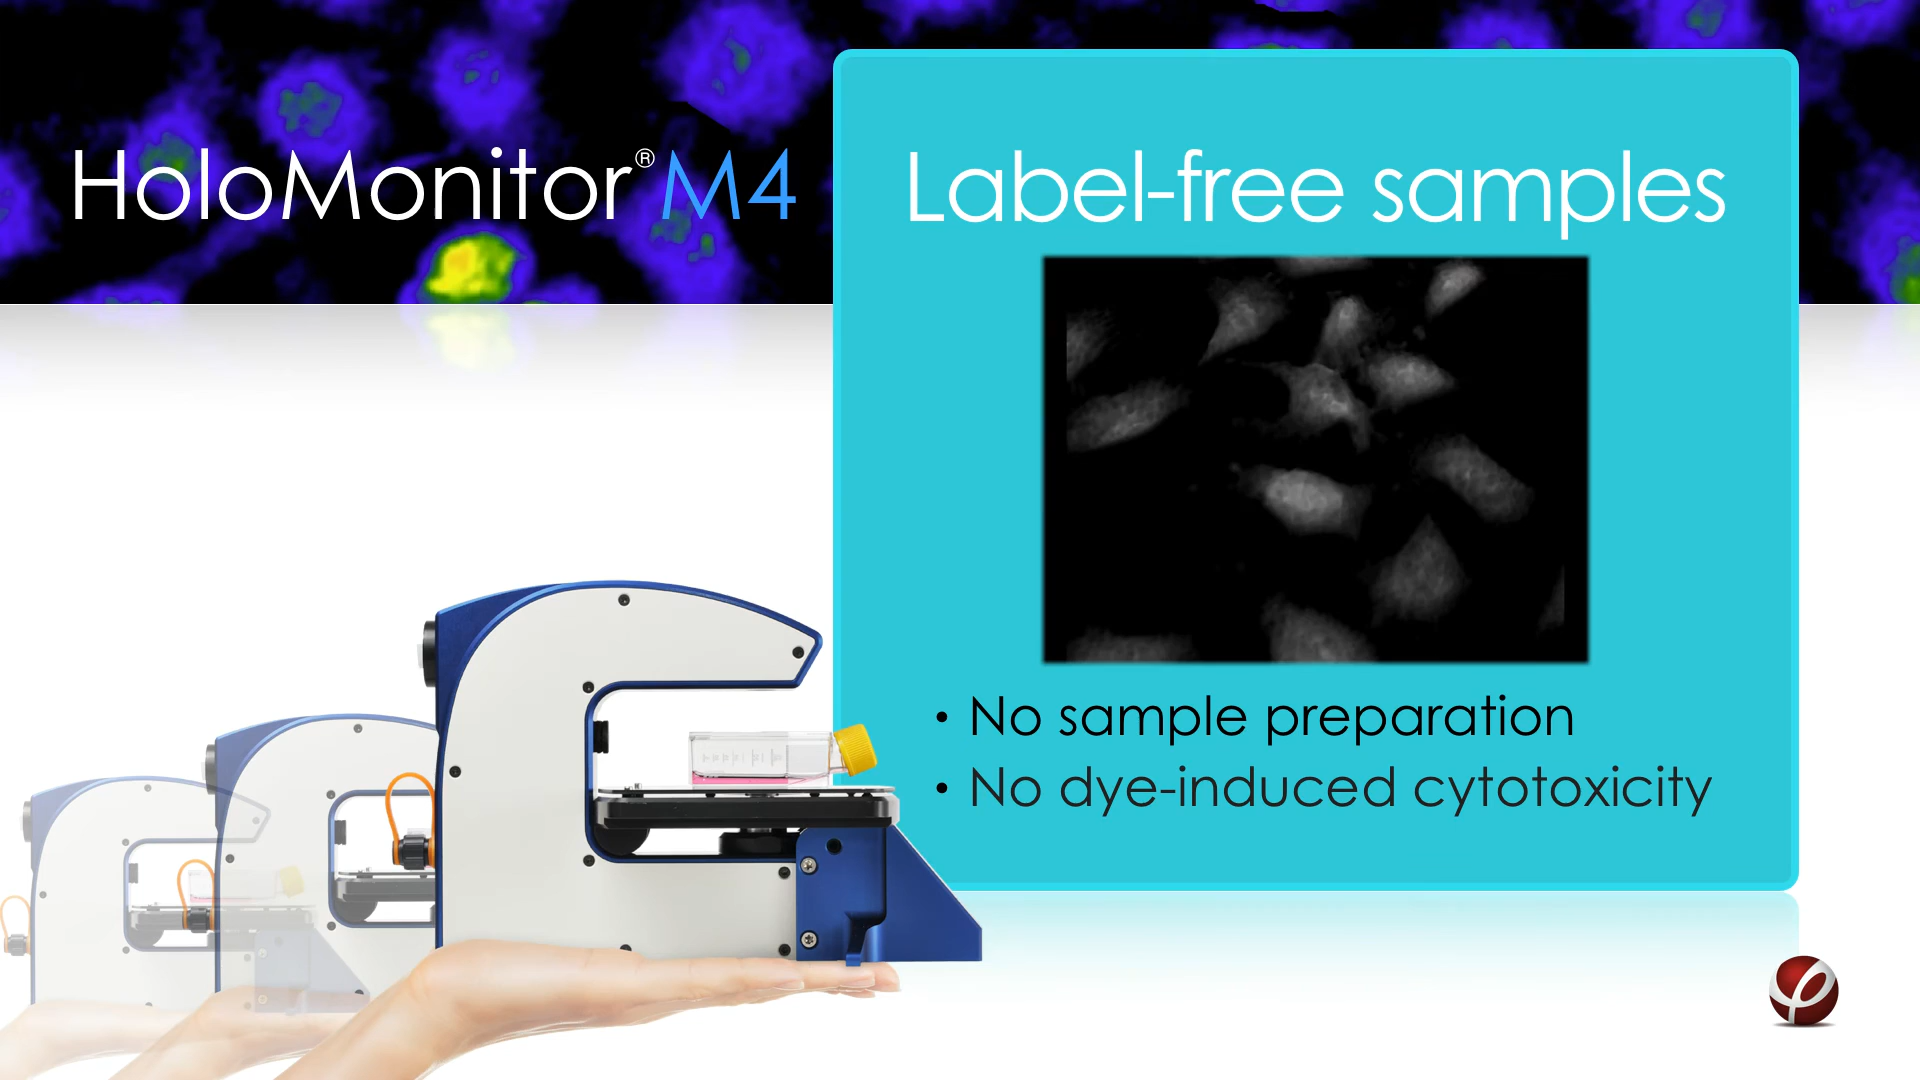 HoloMonitor® M4
Label-free samples
• No sample preparation
• No dye-induced cytotoxicity